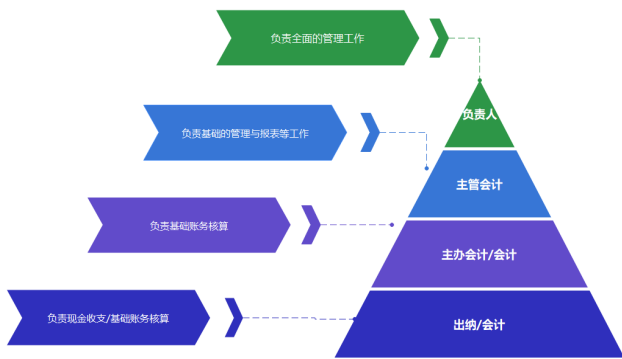 负责全面的管理工作
负责人
负责基础的管理与报表等工作
主管会计
负责基础账务核算
主办会计/会计
负责现金收支/基础账务核算
出纳/会计